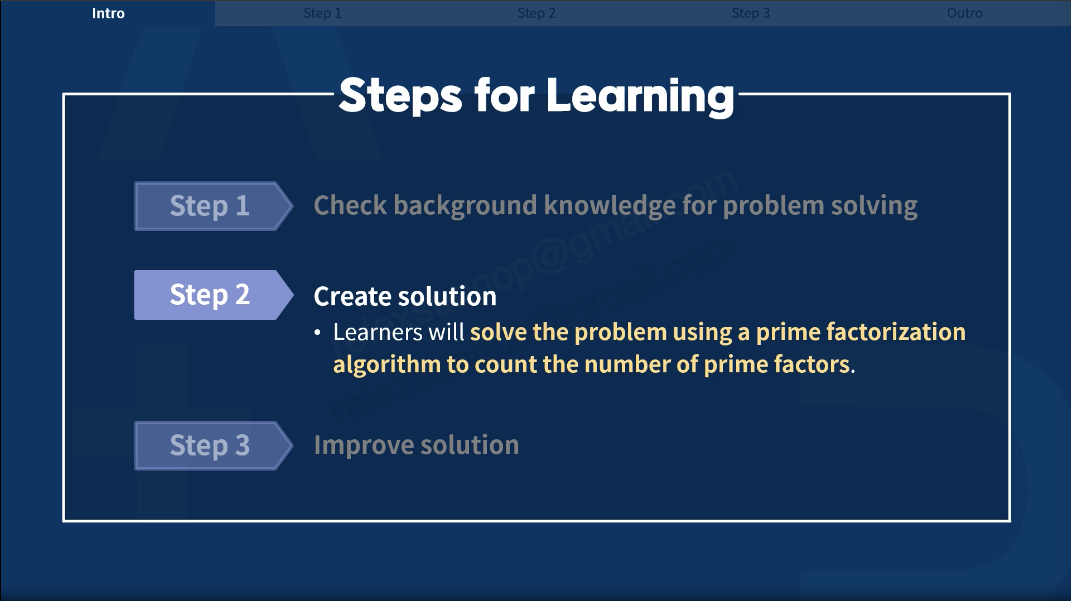 Intro
Step 1
Step 2
Step 3
Outro
Steps for Learning
Step 1
Check background knowledge for problem solving
Step 2
Create solution
• Learners will solve the problem using a prime factorization
algorithm to count the number of prime factors.
Step 3
Improve solution